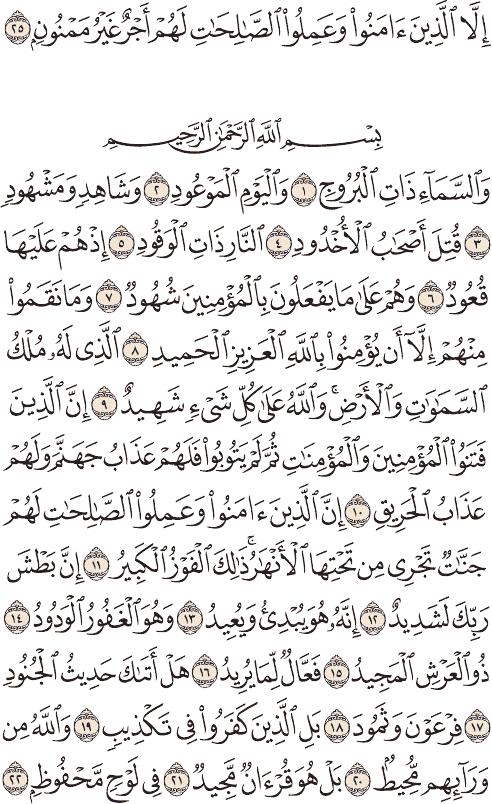 إِلَّا ٱلَّذِينَ ءَامَنُوا۟ وَعَمِلُوا۟ ٱلصَّٰلِحَٰتِ لَهُمْ أَجْرٌ غَيْرُ مَمْنُونٍۭ ٢٥
بِسْمِ ٱللَّهِ ٱلرَّحْمَٰنِ ٱلرَّحِيمِ
وَٱلسَّمَآءِ ذَاتِ ٱلْبُرُوجِ ١ وَٱلْيَوْمِ ٱلْمَوْعُودِ ٢ وَشَاهِدٍ وَمَشْهُودٍ
٣ قُتِلَ أَصْحَٰبُ ٱلْأُخْدُودِ ٤ ٱلنَّارِ ذَاتِ ٱلْوَقُودِ ٥ إِذْ هُمْ عَلَيْهَا
قُعُودٌ ٦ وَهُمْ عَلَىٰ مَا يَفْعَلُونَ بِٱلْمُؤْمِنِينَ شُهُودٌ ٧ وَمَا نَقَمُوا۟
مِنْهُمْ إِلَّآ أَن يُؤْمِنُوا۟ بِٱللَّهِ ٱلْعَزِيزِ ٱلْحَمِيدِ ٨ ٱلَّذِى لَهُۥ مُلْكُ
ٱلسَّمَٰوَٰتِ وَٱلْأَرْضِ ۚ وَٱللَّهُ عَلَىٰ كُلِّ شَىْءٍ شَهِيدٌ ٩ إِنَّ ٱلَّذِينَ
فَتَنُوا۟ ٱلْمُؤْمِنِينَ وَٱلْمُؤْمِنَٰتِ ثُمَّ لَمْ يَتُوبُوا۟ فَلَهُمْ عَذَابُ جَهَنَّمَ وَلَهُمْ
عَذَابُ ٱلْحَرِيقِ ١٠ إِنَّ ٱلَّذِينَ ءَامَنُوا۟ وَعَمِلُوا۟ ٱلصَّٰلِحَٰتِ لَهُمْ
جَنَّٰتٌ تَجْرِى مِن تَحْتِهَا ٱلْأَنْهَٰرُ ۚ ذَٰلِكَ ٱلْفَوْزُ ٱلْكَبِيرُ ١١ إِنَّ بَطْشَ
رَبِّكَ لَشَدِيدٌ ١٢ إِنَّهُۥ هُوَ يُبْدِئُ وَيُعِيدُ ١٣ وَهُوَ ٱلْغَفُورُ ٱلْوَدُودُ ١٤
ذُو ٱلْعَرْشِ ٱلْمَجِيدُ ١٥ فَعَّالٌ لِّمَا يُرِيدُ ١٦ هَلْ أَتَىٰكَ حَدِيثُ ٱلْجُنُودِ
١٧ فِرْعَوْنَ وَثَمُودَ ١٨ بَلِ ٱلَّذِينَ كَفَرُوا۟ فِى تَكْذِيبٍ ١٩ وَٱللَّهُ مِن
وَرَآئِهِم مُّحِيطٌۢ ٢٠ بَلْ هُوَ قُرْءَانٌ مَّجِيدٌ ٢١ فِى لَوْحٍ مَّحْفُوظٍۭ ٢٢